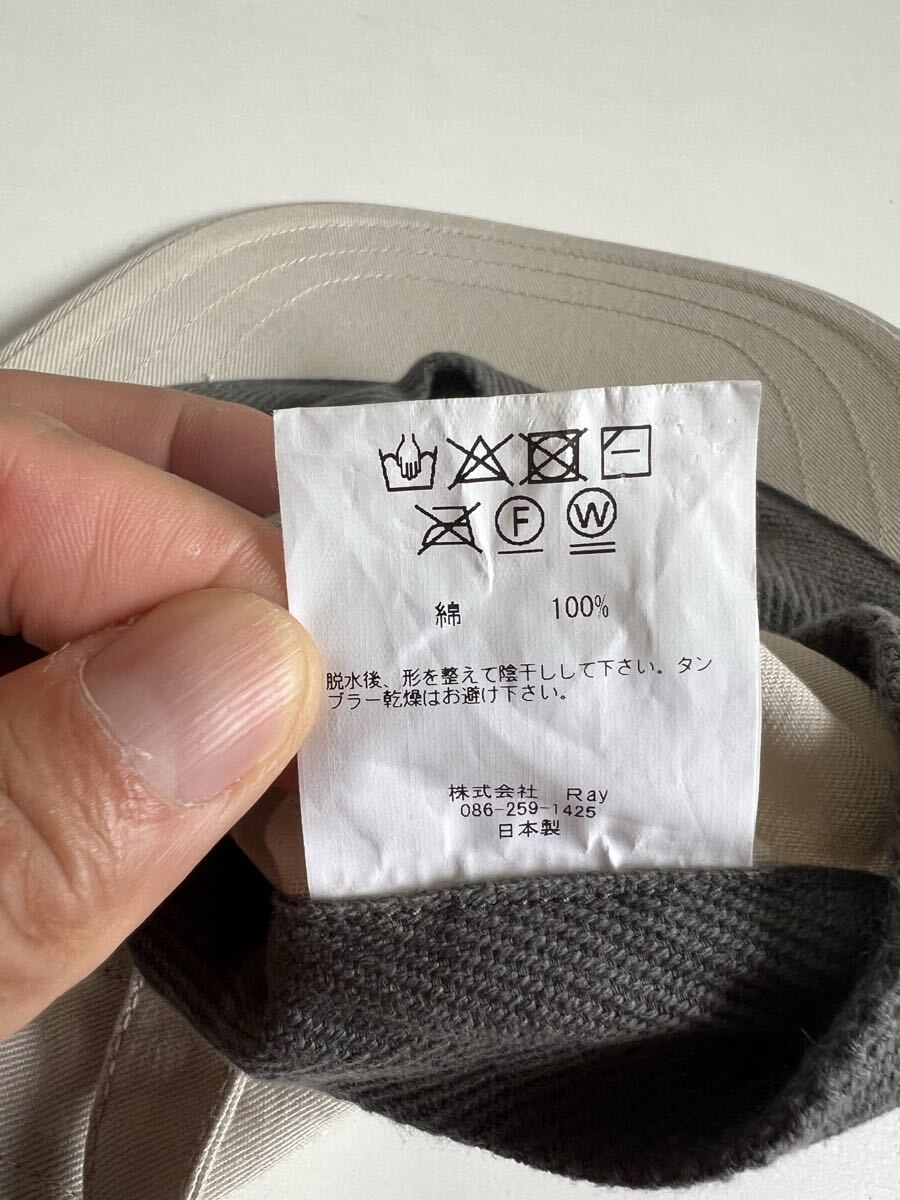 F W
綿 100%
脱水後、形を整えて陰干しして下さい。タン
ブラー乾燥はお避け下さい。
株式会社 Ray
086-259-1425
日本製